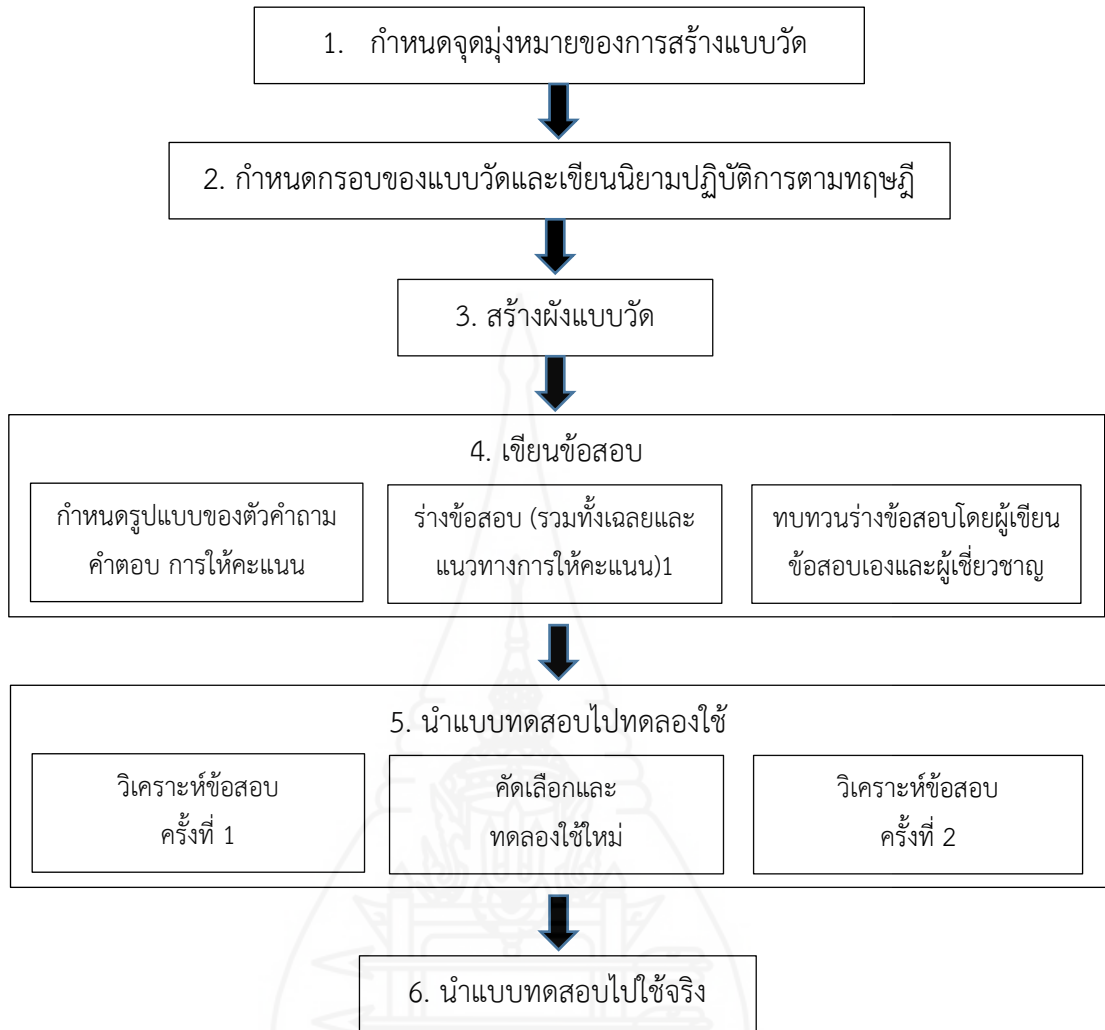 1. กำหนดจุดมุ่งหมายของการสร้างแบบวัด
2. กำหนดกรอบของแบบวัดและเขียนนิยามปฏิบัติการตามทฤษฎี
3. สร้างผังแบบวัด
4. เขียนข้อสอบ
กำหนดรูปแบบของตัวคำถาม
คำตอบ การให้คะแนน
ร่างข้อสอบ (รวมทั้งเฉลยและ
แนวทางการให้คะแนน)1
ทบทวนร่างข้อสอบโดยผู้เขียน
ข้อสอบเองและผู้เชี่ยวชาญ
5. นำแบบทดสอบไปทดลองใช้
วิเคราะห์ข้อสอบ
ครั้งที่ 1
คัดเลือกและ
ทดลองใช้ใหม่
วิเคราะห์ข้อสอบ
ครั้งที่ 2
6. นำแบบทดสอบไปใช้จริง